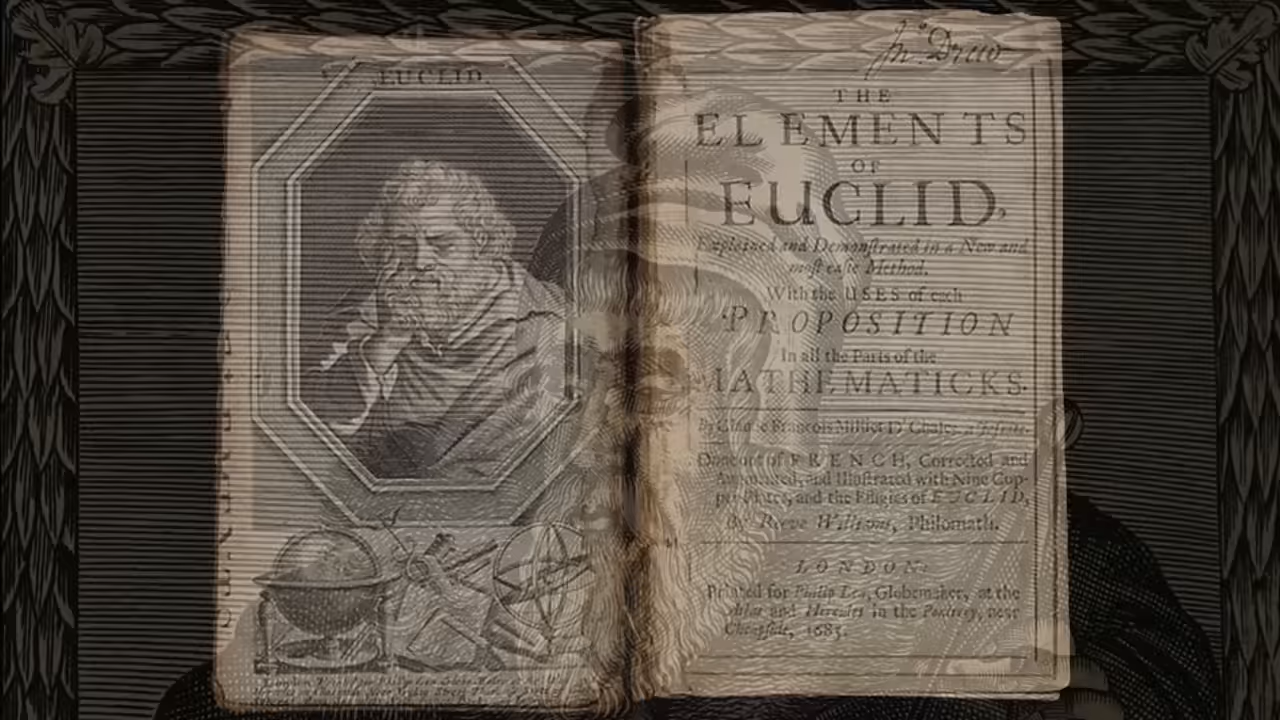 EUCLID.
Jn.º Drew
THE
ELEMENTS
OF
EUCLID,
Explained and Demonſtrated in a New and
moſt eaſie Method.
With the USES of each
PROPOSITION
In all the Parts of the
MATHEMATICKS.
By Claude Francois Milliet D'Chales, a Jeſuite.
Done out of FRENCH, Corrected and
Augmented, and Illuſtrated with Nine Cop-
per Plates, and the Effigies of EUCLID,
By Reeve Williams, Philomath.
LONDON:
Printed for Philip Lea, Globemaker, at the
Atlas and Hercules in the Poultrey, near
Cheapſide, 1685.